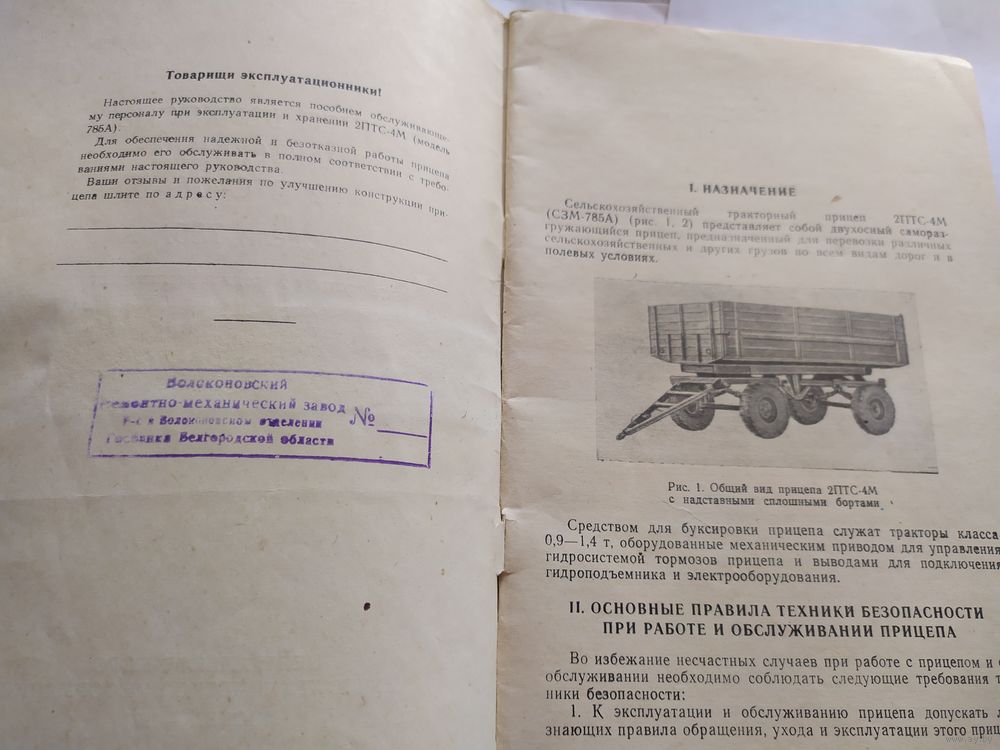 Товарищи эксплуатационники!
Настоящее руководство является пособием обслуживающе-
му персоналу при эксплуатации и хранении 2ПТС-4М (модель
785А).
Для обеспечения надежной и безотказной работы прицепа
необходимо его обслуживать в полном соответствии с требо-
ваниями настоящего руководства.
Ваши отзывы и пожелания по улучшению конструкции при-
цепа шлите по адресу:
Волоконовский
ремонтно-механический завод №
Волоконовском отделении
Госбанка Белгородской области
I. НАЗНАЧЕНИЕ
Сельскохозяйственный тракторный прицеп 2ПТС-4М
(СЗМ-785А) (рис. 1, 2) представляет собой двухосный самораз-
гружающийся прицеп, предназначенный для перевозки различных
сельскохозяйственных и других грузов по всем видам дорог и в
полевых условиях.
Рис. 1. Общий вид прицепа 2ПТС-4М
с надставными сплошными бортами
Средством для буксировки прицепа служат тракторы класса
0,9—1,4 т, оборудованные механическим приводом для управления
гидросистемой тормозов прицепа и выводами для подключения
гидроподъемника и электрооборудования.
II. ОСНОВНЫЕ ПРАВИЛА ТЕХНИКИ БЕЗОПАСНОСТИ
ПРИ РАБОТЕ И ОБСЛУЖИВАНИИ ПРИЦЕПА
Во избежание несчастных случаев при работе с прицепом и
обслуживании необходимо соблюдать следующие требования т
ники безопасности:
1. К эксплуатации и обслуживанию прицепа допускать л
знающих правила обращения, ухода и эксплуатации этого приц